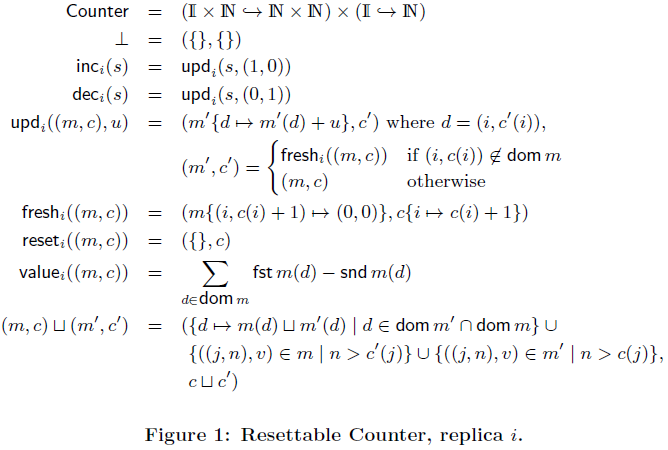 Counter = (𝕀 × ℕ ↪ ℕ × ℕ) × (𝕀 ↪ ℕ)
⊥ = ({}, {})
incᵢ(s) = updᵢ(s, (1, 0))
decᵢ(s) = updᵢ(s, (0, 1))
updᵢ((m, c), u) = (m′{d ↦ m′(d) + u}, c′) where d = (i, c′(i)),
(m′, c′) = { freshᵢ((m, c)) if (i, c(i)) ∉ dom m
(m, c) otherwise
freshᵢ((m, c)) = (m{(i, c(i) + 1) ↦ (0, 0)}, c{i ↦ c(i) + 1})
resetᵢ((m, c)) = ({}, c)
valueᵢ((m, c)) = ∑ fst m(d) − snd m(d)
d∈dom m
(m, c) ⊔ (m′, c′) = ({d ↦ m(d) ⊔ m′(d) | d ∈ dom m′ ∩ dom m} ∪
{((j, n), v) ∈ m | n > c′(j)} ∪ {((j, n), v) ∈ m′ | n > c(j)},
c ⊔ c′)
Figure 1: Resettable Counter, replica i.